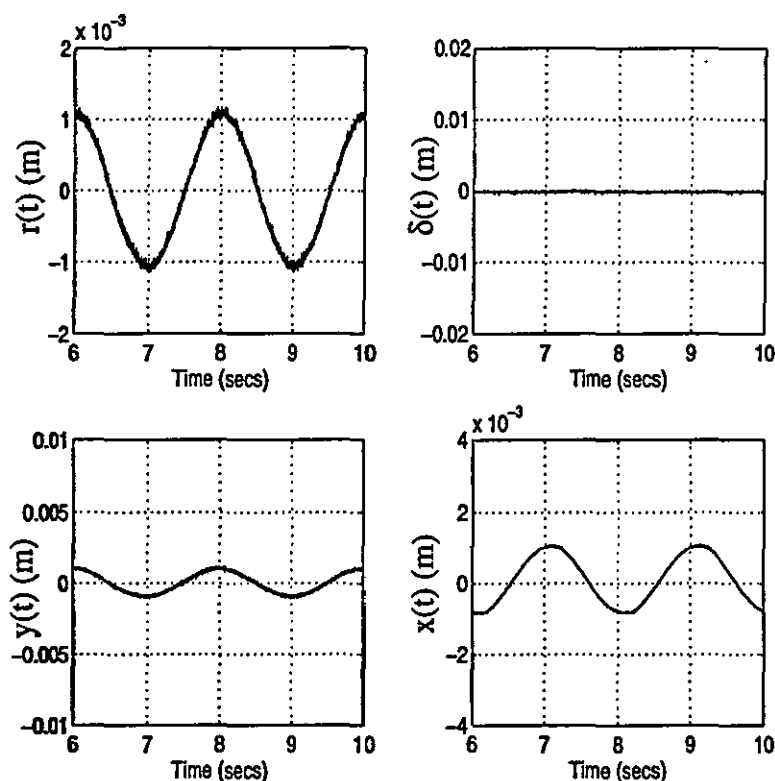 x 10⁻³
2
1
0
-1
-2
r(t) (m)
6 7 8 9 10
Time (secs)
0.02
0.01
0
-0.01
-0.02
δ(t) (m)
6 7 8 9 10
Time (secs)
0.01
0.005
0
-0.005
-0.01
y(t) (m)
6 7 8 9 10
Time (secs)
x 10⁻³
4
2
0
-2
-4
x(t) (m)
6 7 8 9 10
Time (secs)